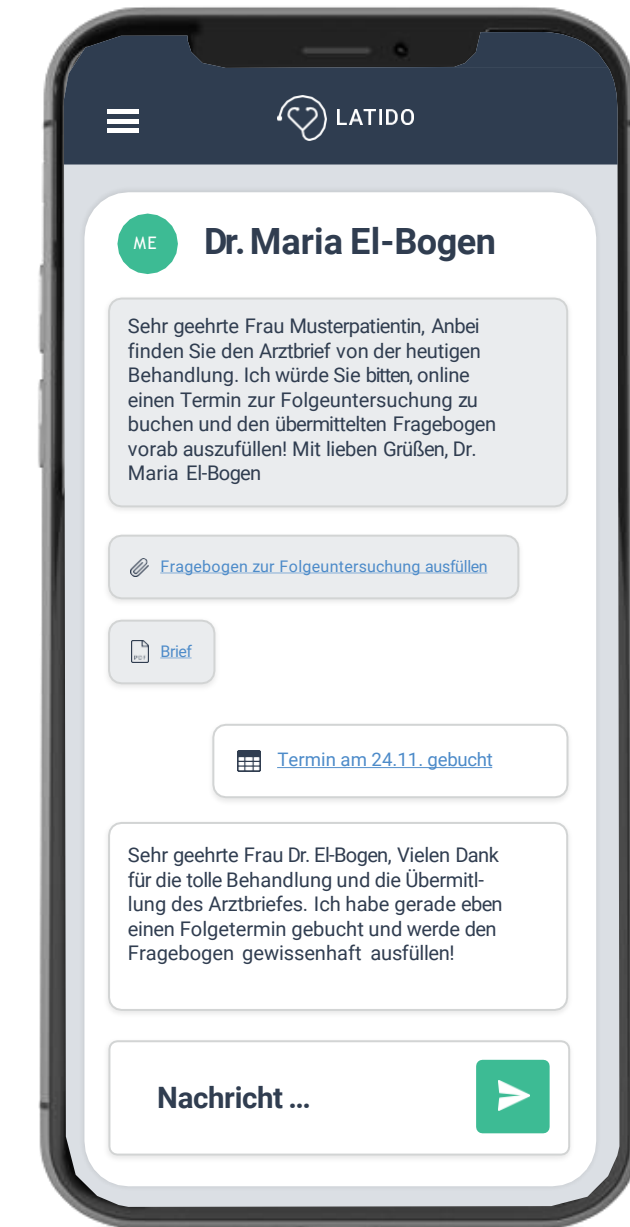 LATIDO
ME
Dr. Maria El-Bogen
Sehr geehrte Frau Musterpatientin, Anbei
finden Sie den Arztbrief von der heutigen
Behandlung. Ich würde Sie bitten, online
einen Termin zur Folgeuntersuchung zu
buchen und den übermittelten Fragebogen
vorab auszufüllen! Mit lieben Grüßen, Dr.
Maria El-Bogen
Fragebogen zur Folgeuntersuchung ausfüllen
PDF
Brief
Termin am 24.11. gebucht
Sehr geehrte Frau Dr. El-Bogen, Vielen Dank
für die tolle Behandlung und die Übermitl-
lung des Arztbriefes. Ich habe gerade eben
einen Folgetermin gebucht und werde den
Fragebogen gewissenhaft ausfüllen!
Nachricht ...